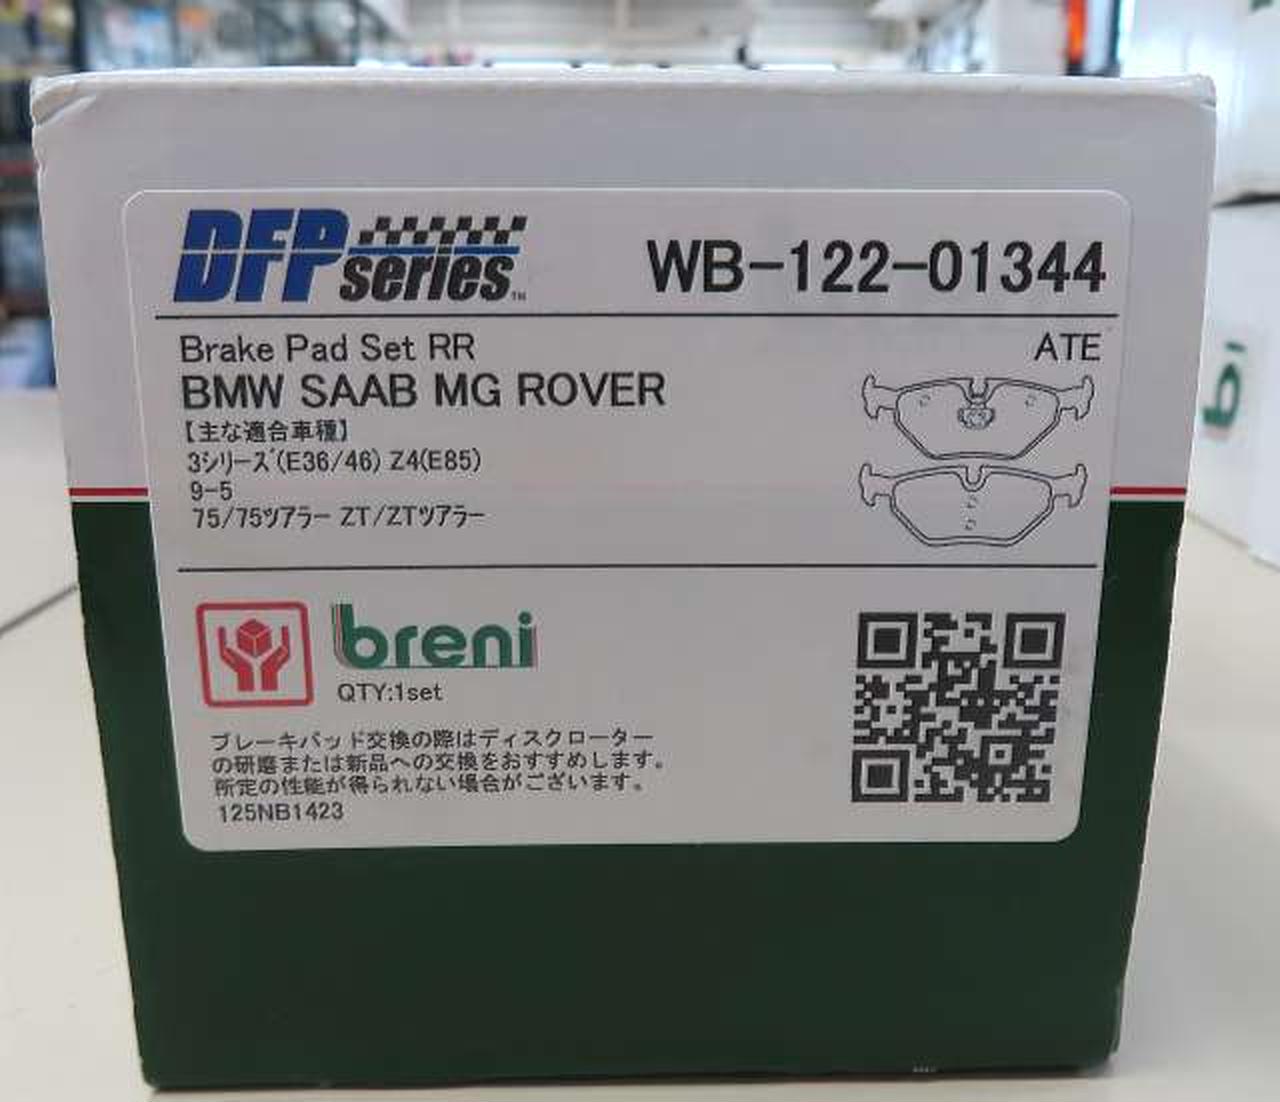 DFP series™
WB-122-01344
Brake Pad Set RR
ATE
BMW SAAB MG ROVER
【主な適合車種】
3シリーズ(E36/46) Z4(E85)
9-5
75/75ツアラー ZT/ZTツアラー
breni
QTY:1set
ブレーキパッド交換の際はディスクローター
の研磨または新品への交換をおすすめします。
所定の性能が得られない場合がございます。
125NB1423